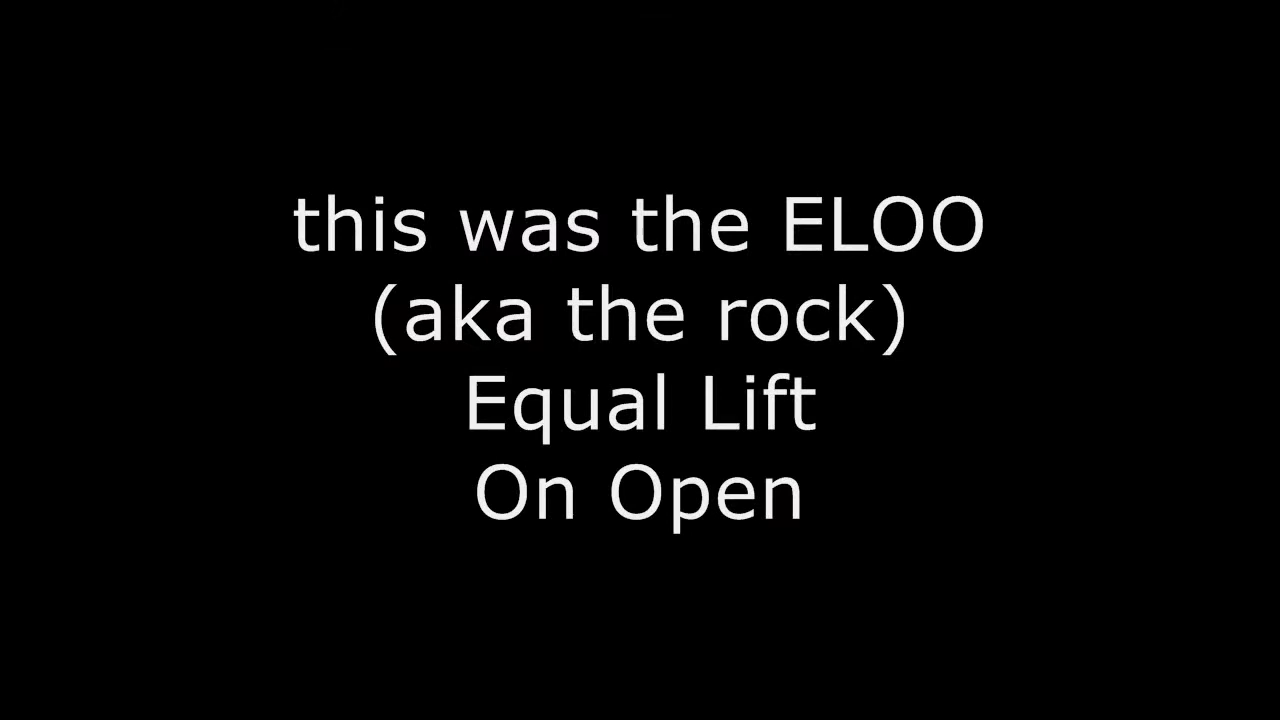 this was the ELOO
(aka the rock)
Equal Lift
On Open